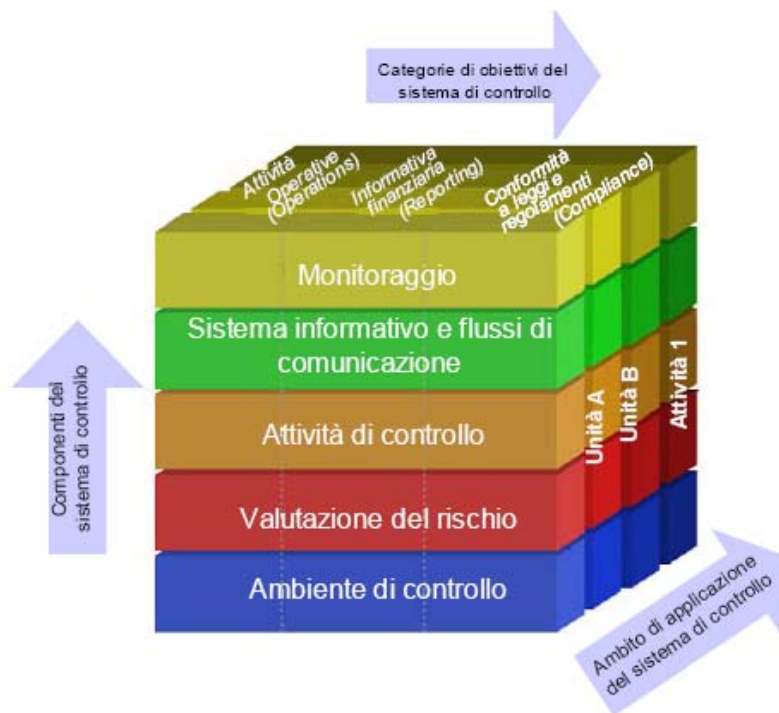 Categorie di obiettivi del
sistema di controllo
Attività
Operative
(Operations)
Informativa
finanziaria
(Reporting)
Conformità
a leggi e
regolamenti
(Compliance)
Monitoraggio
Sistema informativo e flussi di
comunicazione
Attività di controllo
Valutazione del rischio
Ambiente di controllo
Unità A
Unità B
Attività 1
Componenti del
sistema di controllo
Ambito di applicazione
del sistema di controllo